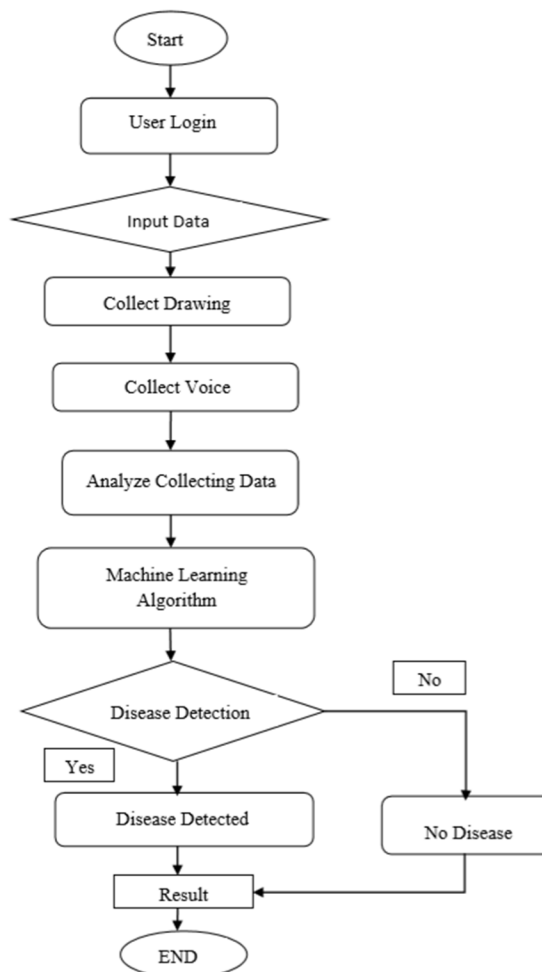 Start
User Login
Input Data
Collect Drawing
Collect Voice
Analyze Collecting Data
Machine Learning
Algorithm
No
Disease Detection
Yes
Disease Detected
No Disease
Result
END